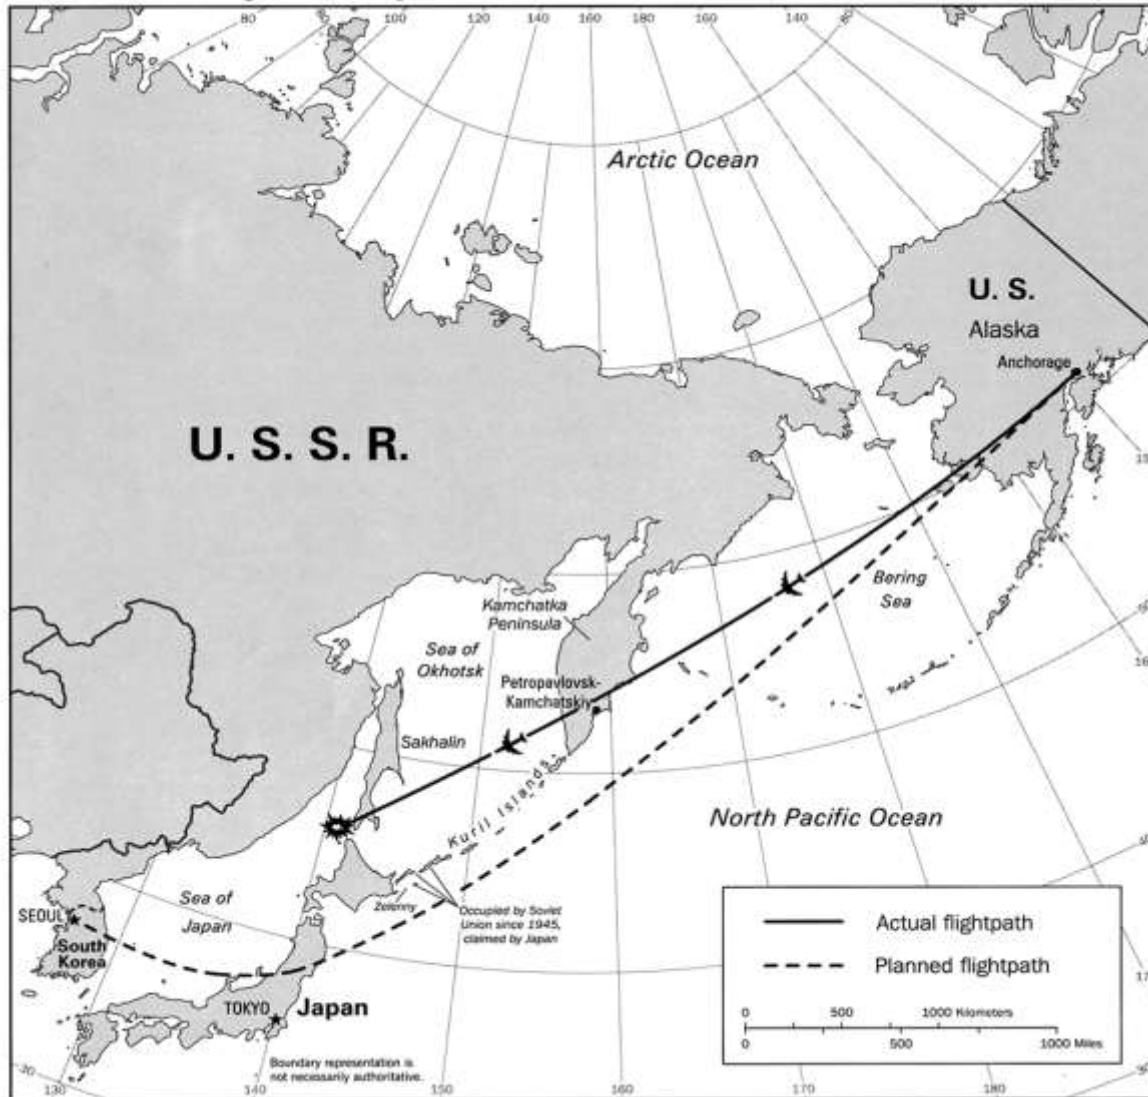 80
100
120
140
160
180
160
140
80
Arctic Ocean
U. S.
Alaska
Anchorage
U. S. S. R.
Bering
Sea
Kamchatka
Peninsula
Sea of
Okhotsk
Petropavlovsk-
Kamchatskiy
Sakhalin
Kuril Islands
North Pacific Ocean
Sea of
Japan
Zelenny
Occupied by Soviet
Union since 1945,
claimed by Japan
SEOUL
South
Korea
TOKYO
Japan
Boundary representation is
not necessarily authoritative.
Actual flightpath
Planned flightpath
0 500 1000 Kilometers
0 500 1000 Miles
130
140
150
160
170
180